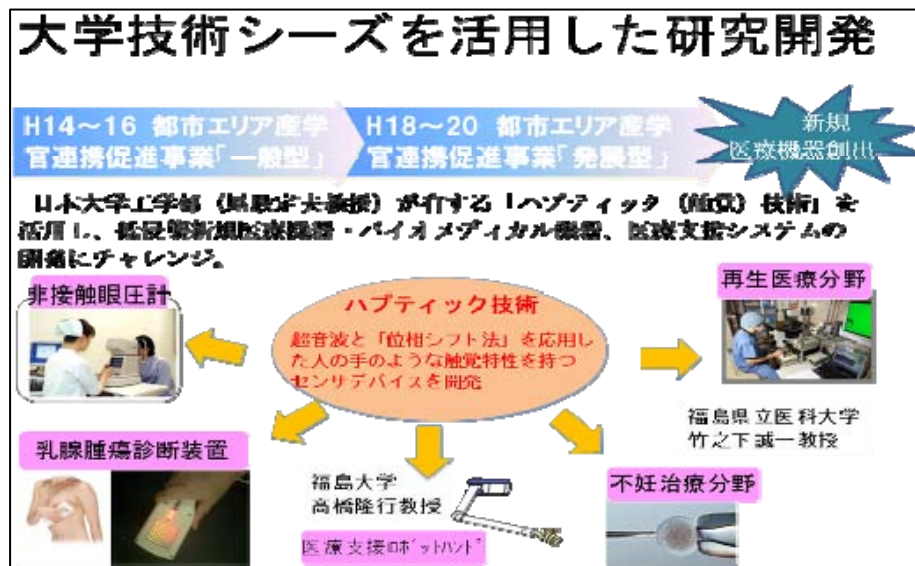 大学技術シーズを活用した研究開発
H14～16 都市エリア産学
官連携促進事業「一般型」
H18～20 都市エリア産学
官連携促進事業「発展型」
新規
医療機器創出
日本大学工学部（尾股定夫教授）が有する「ハプティック（触覚）技術」を
活用し、低侵襲新規医療機器・バイオメディカル機器、医療支援システムの
開発にチャレンジ。
非接触眼圧計
ハプティック技術
超音波と「位相シフト法」を応用し
た人の手のような触覚特性を持つ
センサデバイスを開発
再生医療分野
福島県立医科大学
竹之下誠一教授
乳腺腫瘍診断装置
福島大学
高橋隆行教授
医療支援ﾛﾎﾞｯﾄﾊﾝﾄﾞ
不妊治療分野